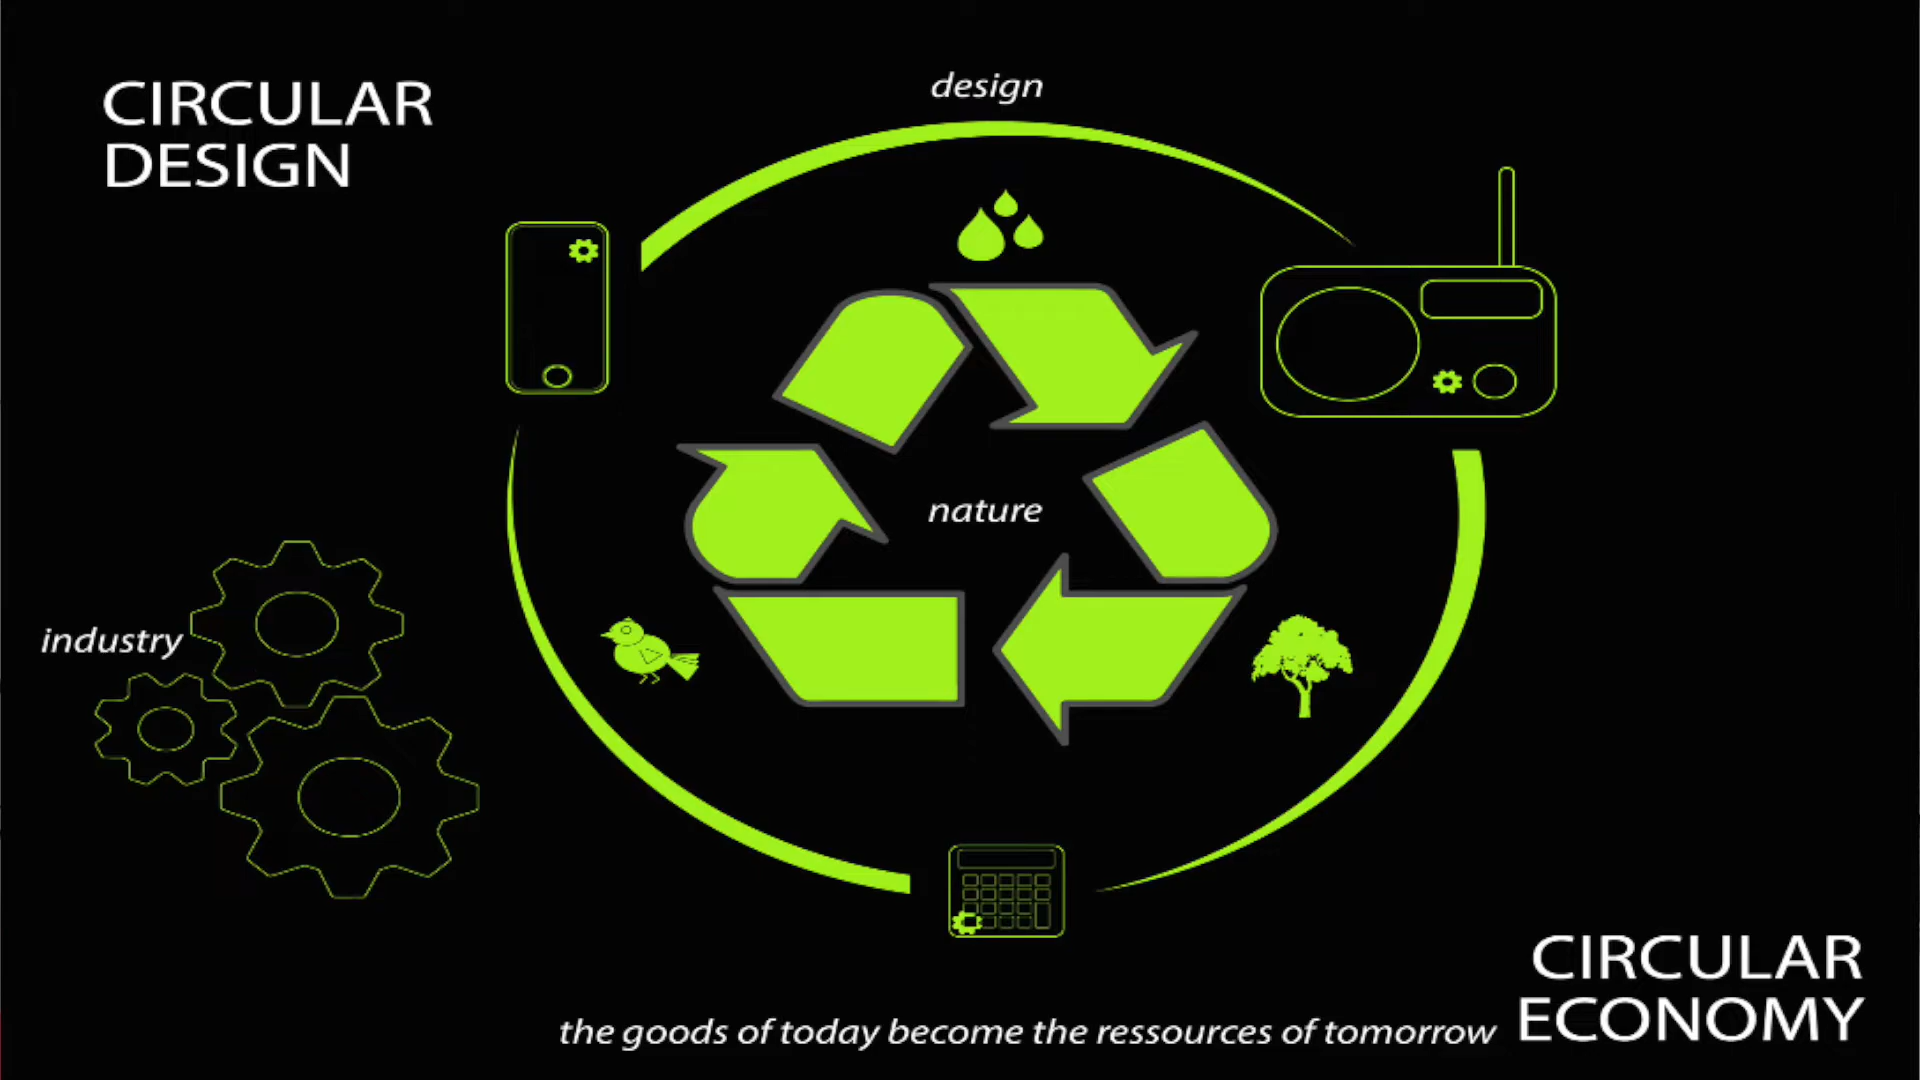 CIRCULAR
DESIGN
design
nature
industry
the goods of today become the ressources of tomorrow
CIRCULAR
ECONOMY